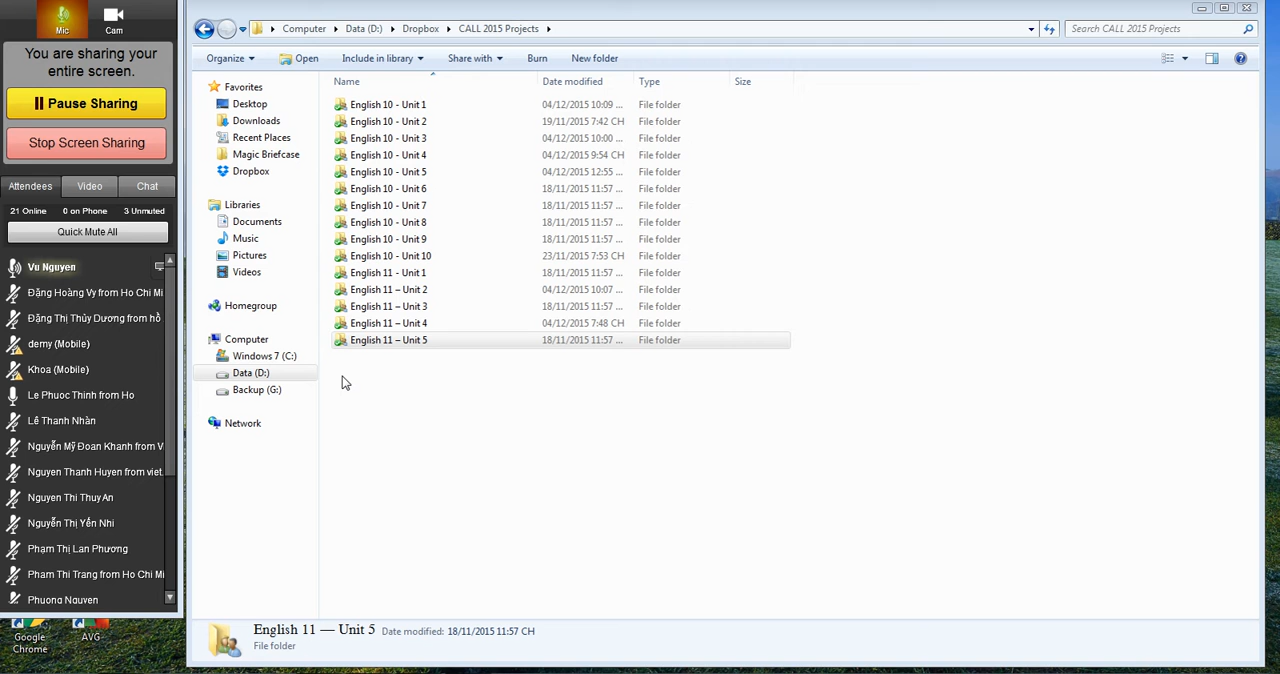 Mic
Cam
You are sharing your
entire screen.
Pause Sharing
Stop Screen Sharing
Attendees Video Chat
21 Online 0 on Phone 3 Unmuted
Quick Mute All
Vu Nguyen
Đặng Hoàng Vy from Ho Chi Mi
Đặng Thị Thùy Dương from hồ
demy (Mobile)
Khoa (Mobile)
Le Phuoc Thinh from Ho
Lê Thanh Nhàn
Nguyễn Mỹ Đoan Khanh from V
Nguyen Thanh Huyen from viet
Nguyen Thi Thuy An
Nguyễn Thị Yến Nhi
Phạm Thị Lan Phương
Pham Thi Trang from Ho Chi Mi
Phuong Nguyen
Google
Chrome
AVG
Computer Data (D:) Dropbox CALL 2015 Projects
Search CALL 2015 Projects
Organize Open Include in library Share with Burn New folder
Favorites
Desktop
Downloads
Recent Places
Magic Briefcase
Dropbox
Libraries
Documents
Music
Pictures
Videos
Homegroup
Computer
Windows 7 (C:)
Data (D:)
Backup (G:)
Network
Name Date modified Type Size
English 10 - Unit 1 04/12/2015 10:09 ... File folder
English 10 - Unit 2 19/11/2015 7:42 CH File folder
English 10 - Unit 3 04/12/2015 10:00 ... File folder
English 10 - Unit 4 04/12/2015 9:54 CH File folder
English 10 - Unit 5 04/12/2015 12:55 ... File folder
English 10 - Unit 6 18/11/2015 11:57 ... File folder
English 10 - Unit 7 18/11/2015 11:57 ... File folder
English 10 - Unit 8 18/11/2015 11:57 ... File folder
English 10 - Unit 9 18/11/2015 11:57 ... File folder
English 10 - Unit 10 23/11/2015 7:53 CH File folder
English 11 - Unit 1 18/11/2015 11:57 ... File folder
English 11 – Unit 2 04/12/2015 10:07 ... File folder
English 11 – Unit 3 18/11/2015 11:57 ... File folder
English 11 – Unit 4 04/12/2015 7:48 CH File folder
English 11 – Unit 5 18/11/2015 11:57 ... File folder
English 11 — Unit 5 Date modified: 18/11/2015 11:57 CH
File folder